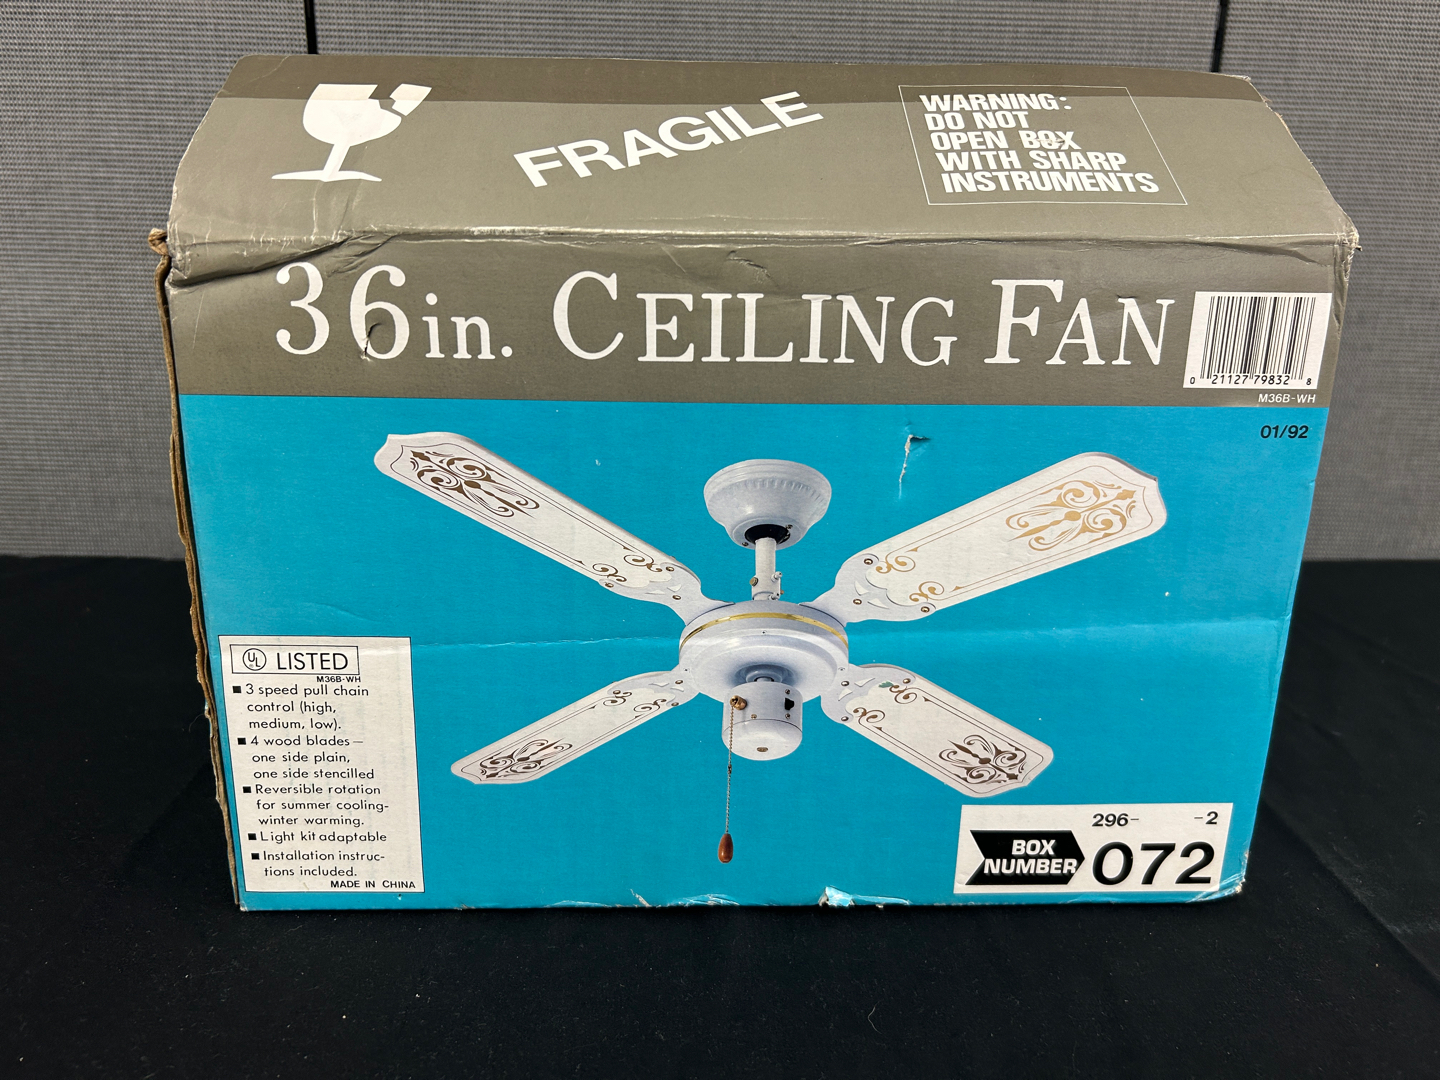 FRAGILE
WARNING:
DO NOT
OPEN BOX
WITH SHARP
INSTRUMENTS
36in. CEILING FAN
0 21127 79832 8
M36B-WH
01/92
UL LISTED
M36B-WH
■ 3 speed pull chain
control (high,
medium, low).
■ 4 wood blades—
one side plain,
one side stencilled
■ Reversible rotation
for summer cooling-
winter warming.
■ Light kit adaptable
■ Installation instruc-
tions included.
MADE IN CHINA
296- -2
BOX
NUMBER
072